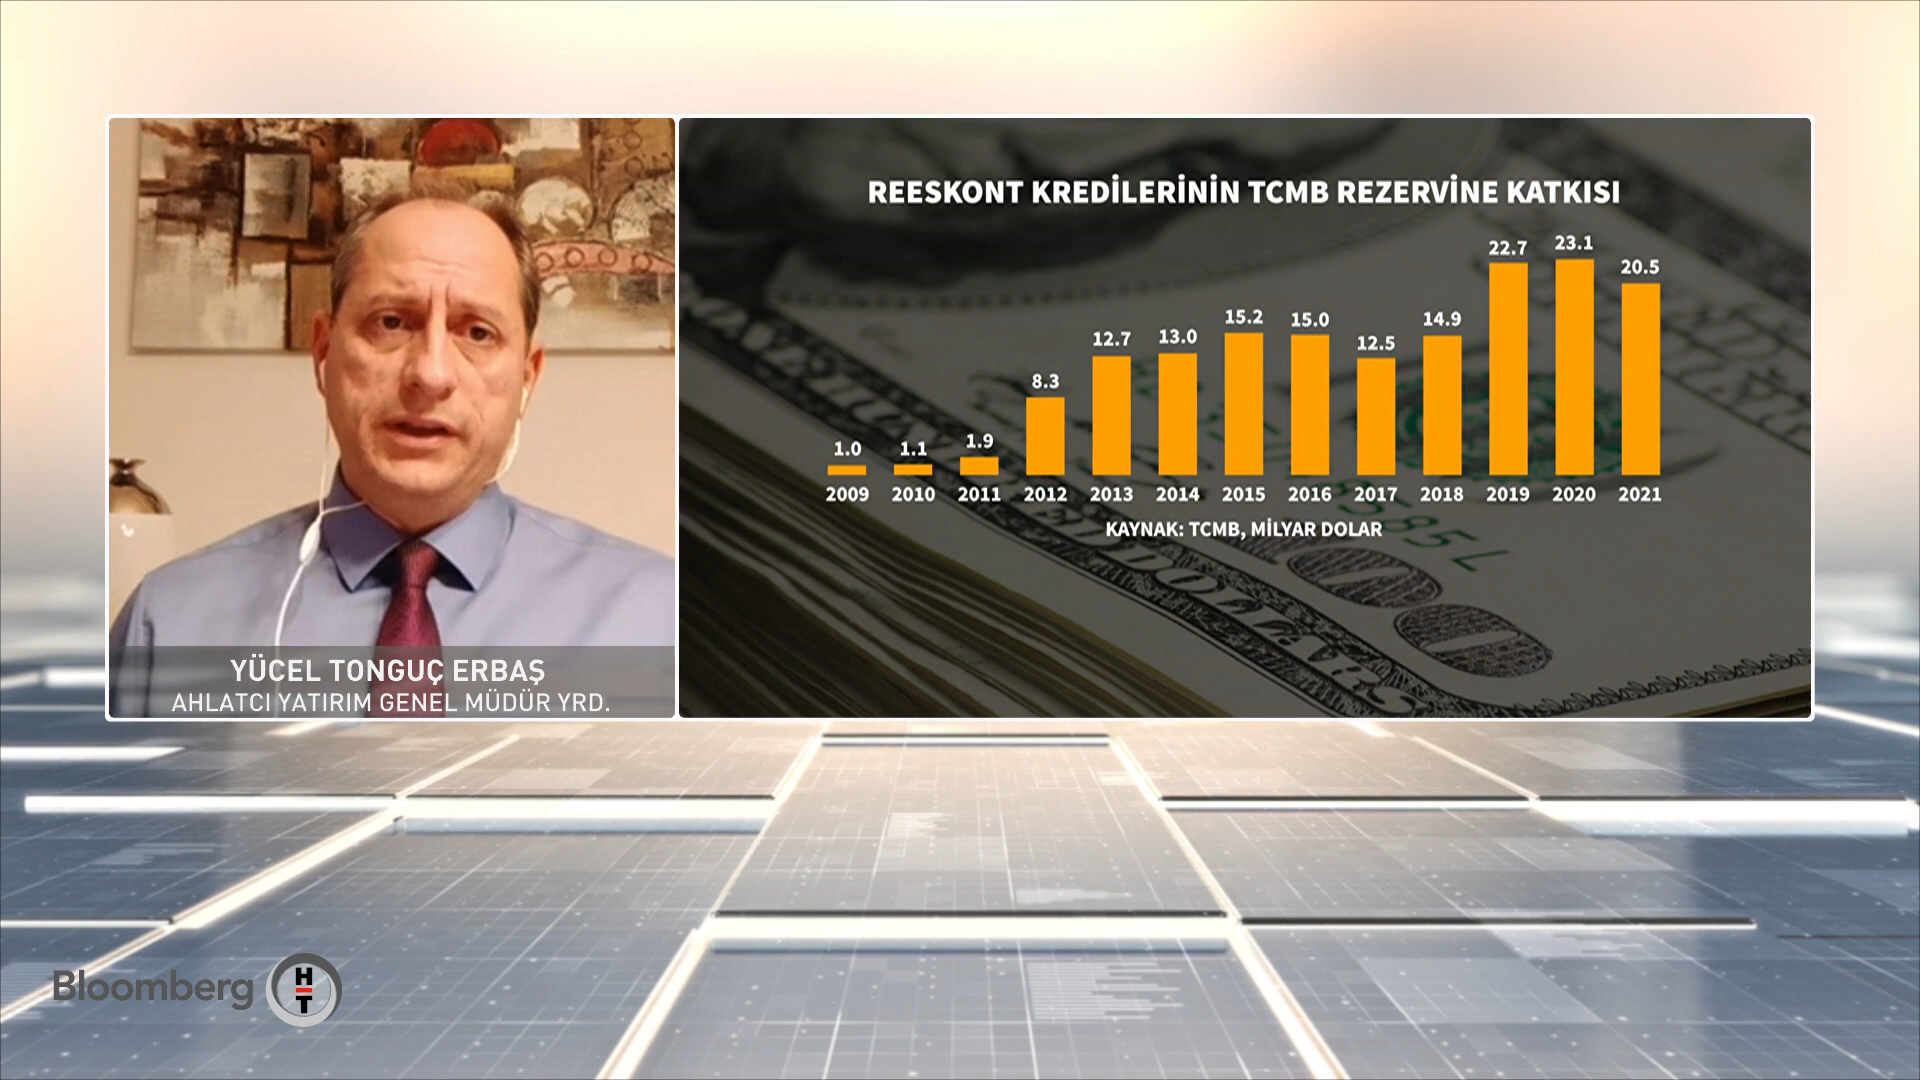 REESKONT KREDİLERİNİN TCMB REZERVİNE KATKISI
1.0 1.1 1.9 8.3 12.7 13.0 15.2 15.0 12.5 14.9 22.7 23.1 20.5
2009 2010 2011 2012 2013 2014 2015 2016 2017 2018 2019 2020 2021
KAYNAK: TCMB, MİLYAR DOLAR
YÜCEL TONGUÇ ERBAŞ
AHLATCI YATIRIM GENEL MÜDÜR YRD.
Bloomberg HT